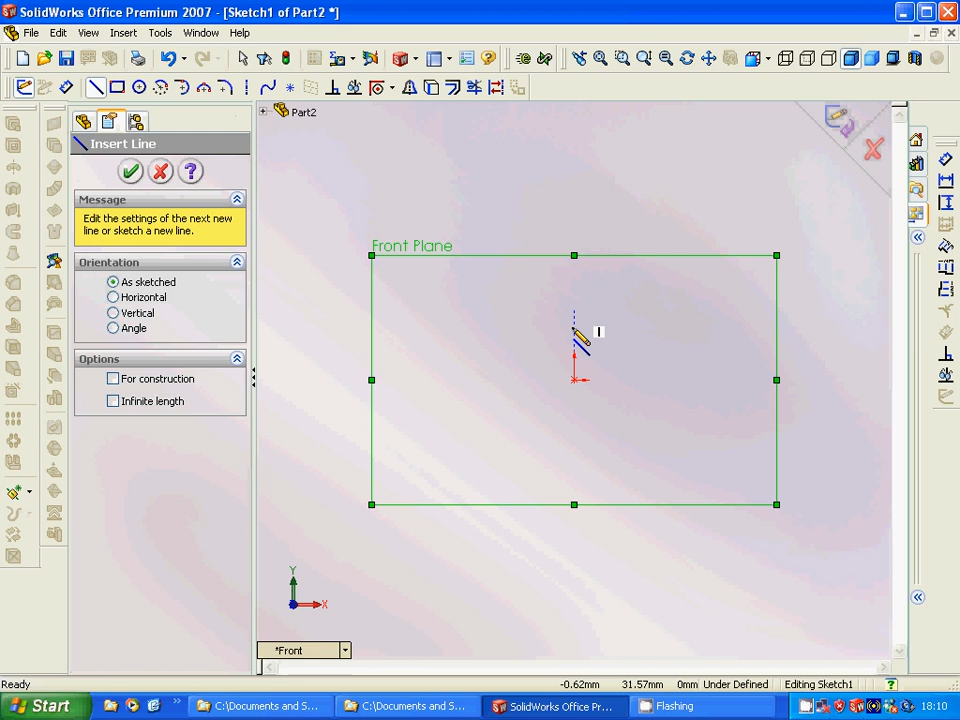 SolidWorks Office Premium 2007 - [Sketch1 of Part2 *]
File Edit View Insert Tools Window Help
Part2
Insert Line
Message
Edit the settings of the next new
line or sketch a new line.
Orientation
As sketched
Horizontal
Vertical
Angle
Options
For construction
Infinite length
Front Plane
Y
X
*Front
Ready
-0.62mm 31.57mm 0mm Under Defined Editing Sketch1
Start C:\Documents and S... C:\Documents and S... SolidWorks Office Pr... Flashing 18:10